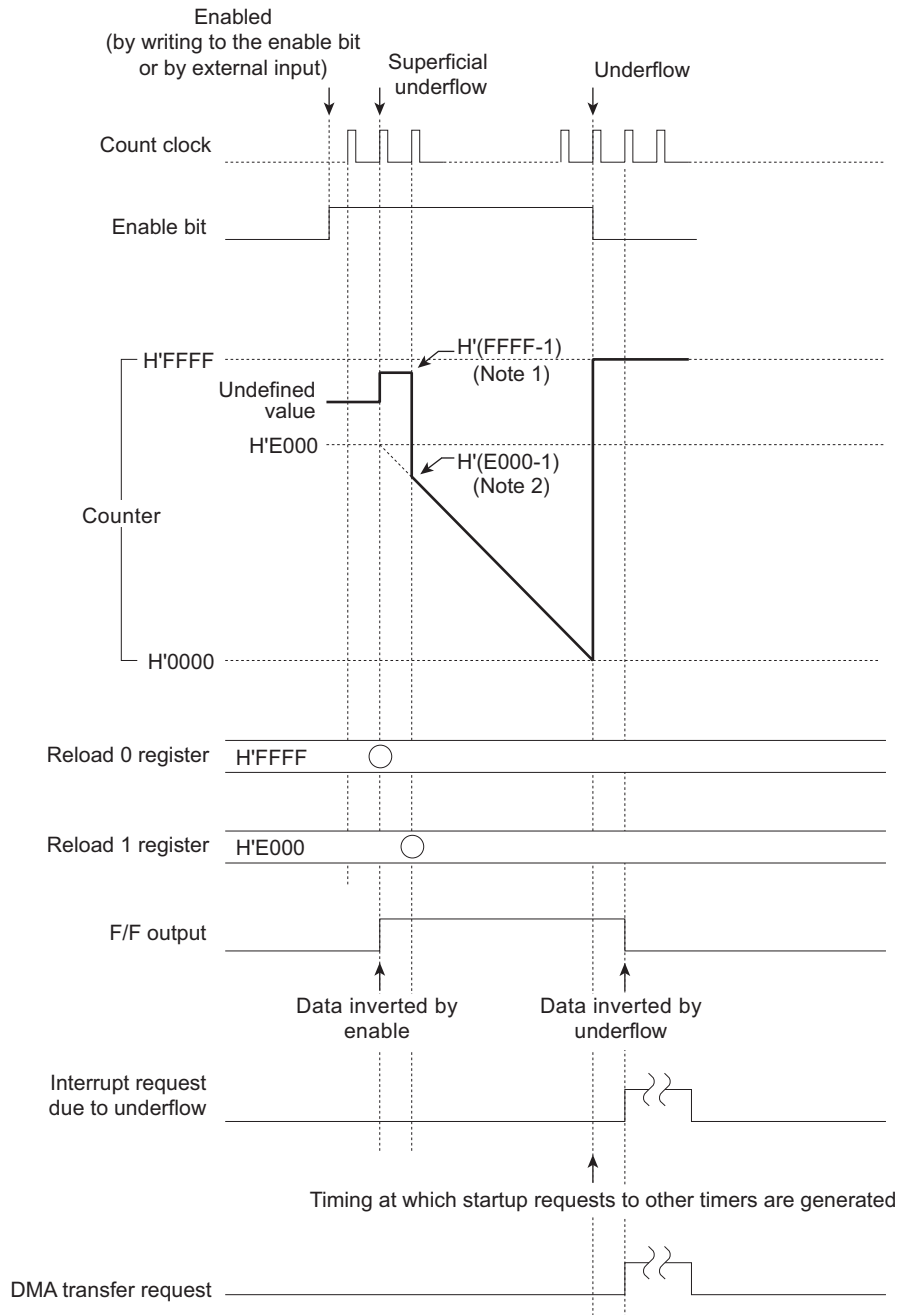 Enabled
(by writing to the enable bit
or by external input)
Superficial
underflow
Underflow
Count clock
Enable bit
H'FFFF
H'(FFFF-1)
(Note 1)
Undefined
value
H'E000
H'(E000-1)
(Note 2)
Counter
H'0000
Reload 0 register
H'FFFF
Reload 1 register
H'E000
F/F output
Data inverted by
enable
Data inverted by
underflow
Interrupt request
due to underflow
Timing at which startup requests to other timers are generated
DMA transfer request